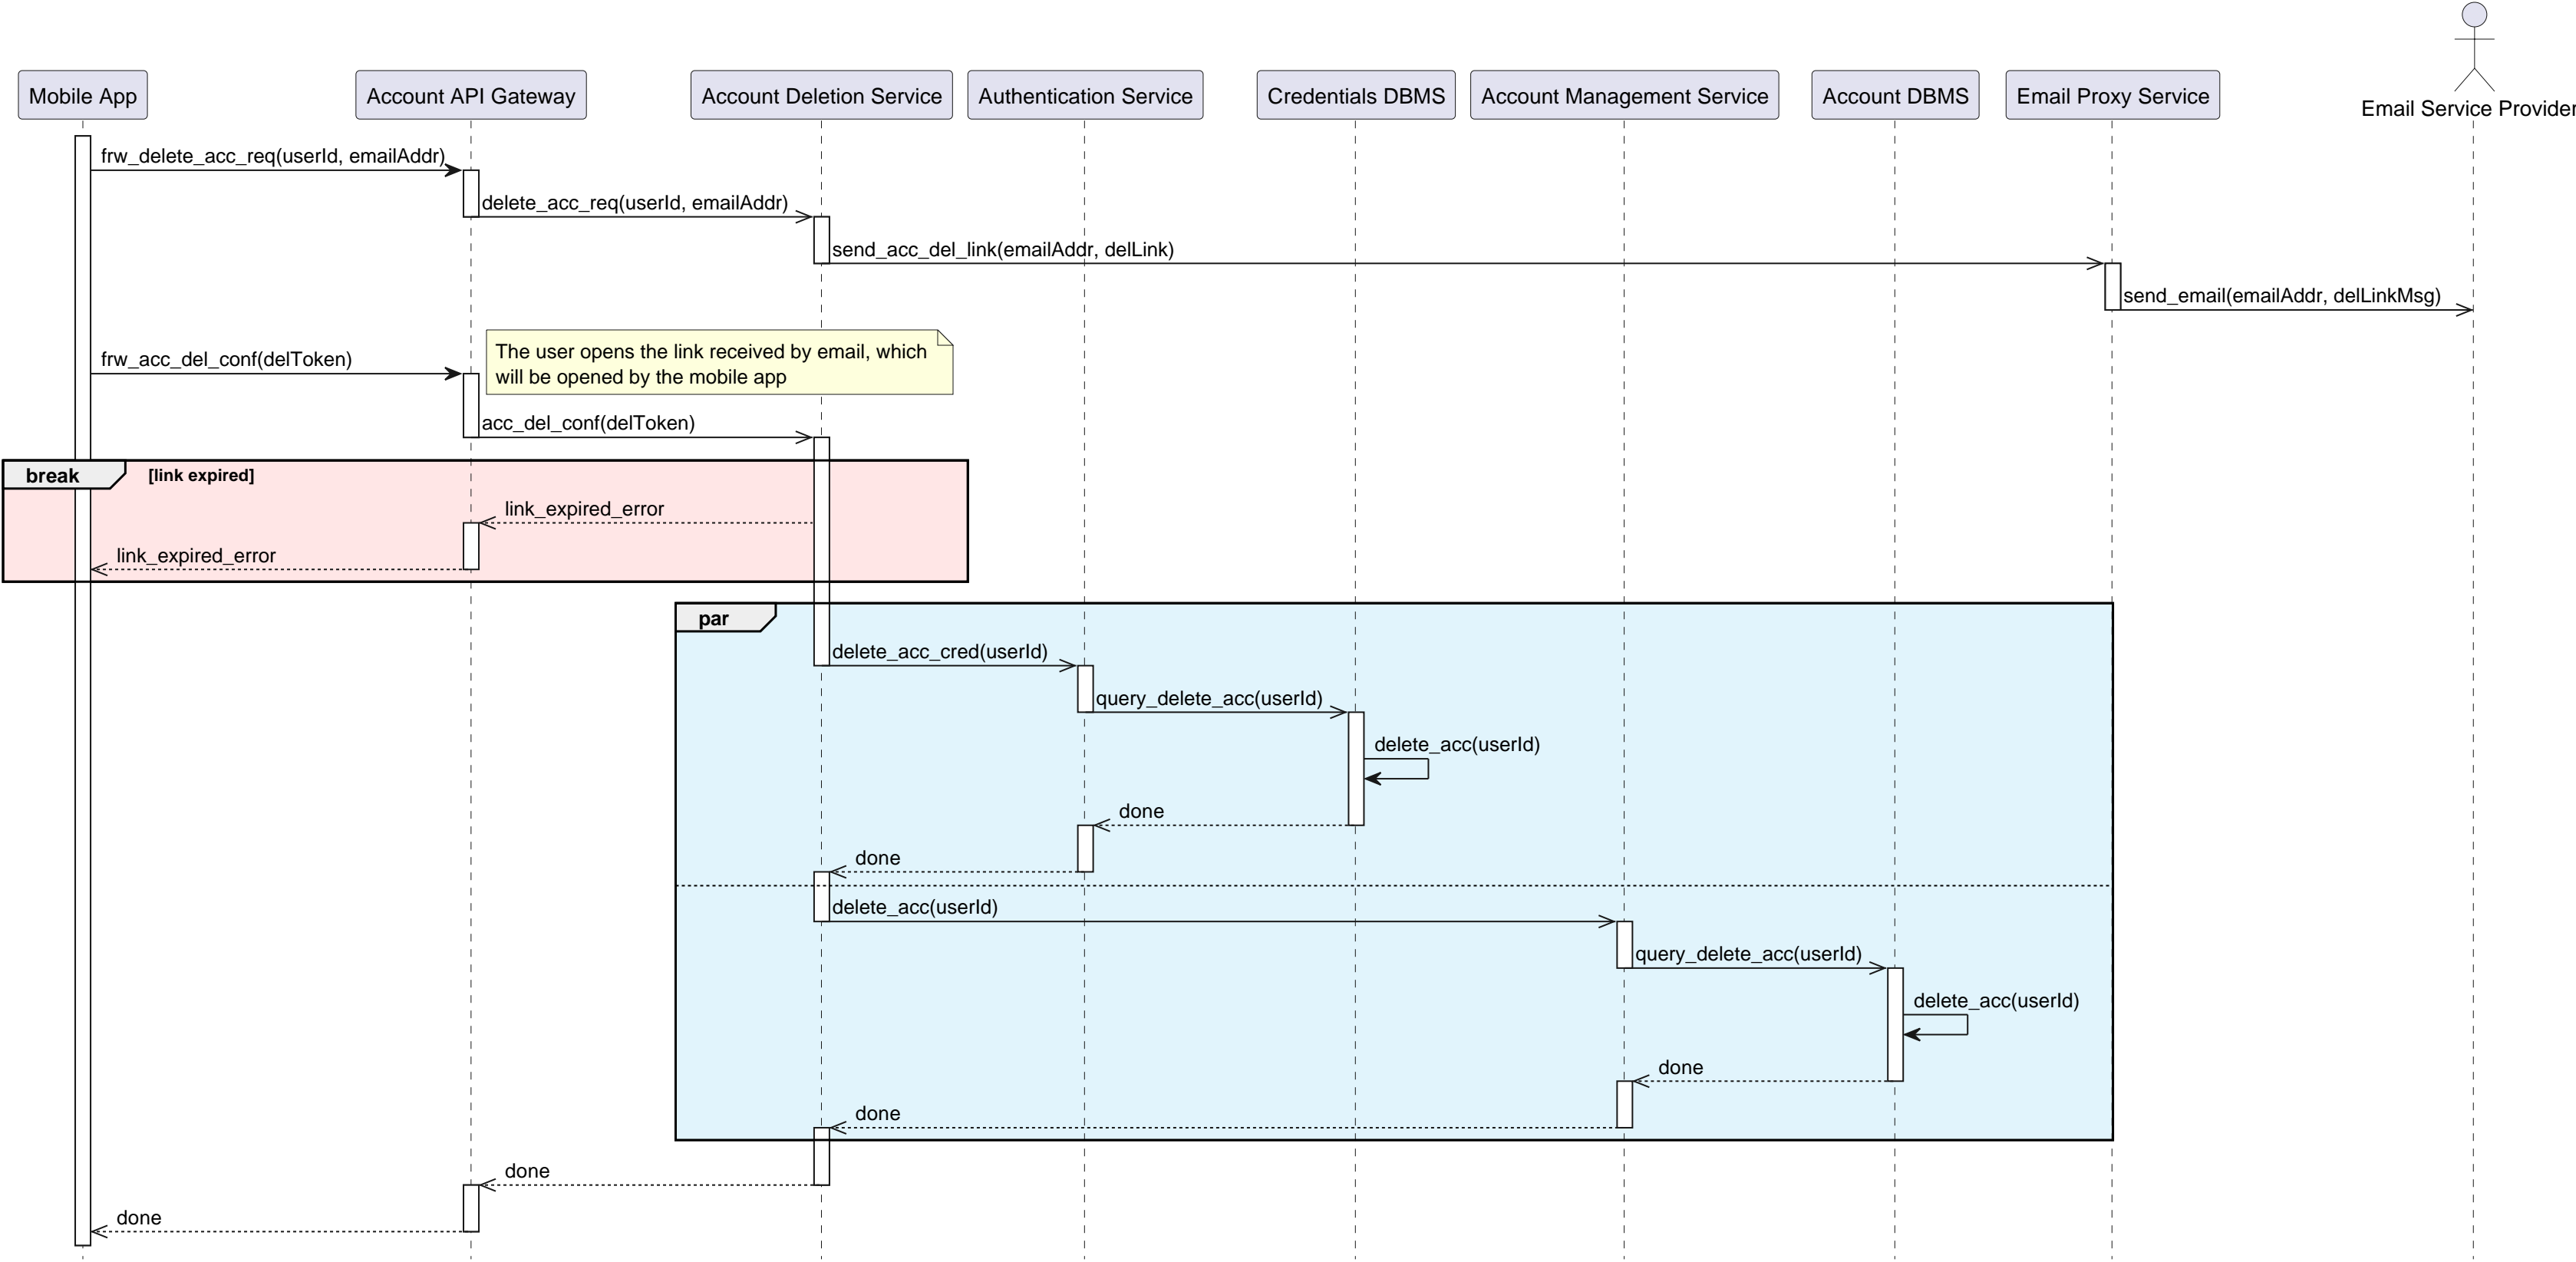 Mobile App
Account API Gateway
Account Deletion Service
Authentication Service
Credentials DBMS
Account Management Service
Account DBMS
Email Proxy Service
Email Service Provider
frw_delete_acc_req(userId, emailAddr)
delete_acc_req(userId, emailAddr)
send_acc_del_link(emailAddr, delLink)
send_email(emailAddr, delLinkMsg)
The user opens the link received by email, which
will be opened by the mobile app
frw_acc_del_conf(delToken)
acc_del_conf(delToken)
break
[link expired]
link_expired_error
link_expired_error
par
delete_acc_cred(userId)
query_delete_acc(userId)
delete_acc(userId)
done
done
delete_acc(userId)
query_delete_acc(userId)
delete_acc(userId)
done
done
done
done